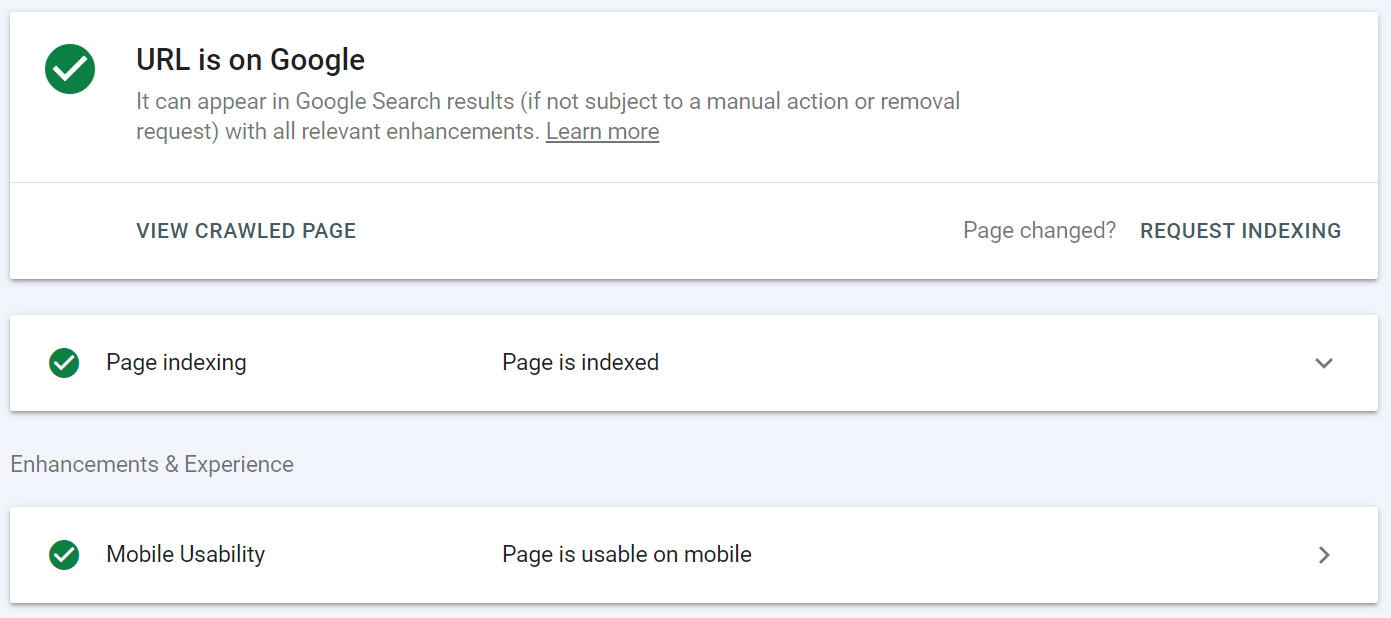 URL is on Google
It can appear in Google Search results (if not subject to a manual action or removal
request) with all relevant enhancements. Learn more
VIEW CRAWLED PAGE
Page changed? REQUEST INDEXING
Page indexing
Page is indexed
Enhancements & Experience
Mobile Usability
Page is usable on mobile